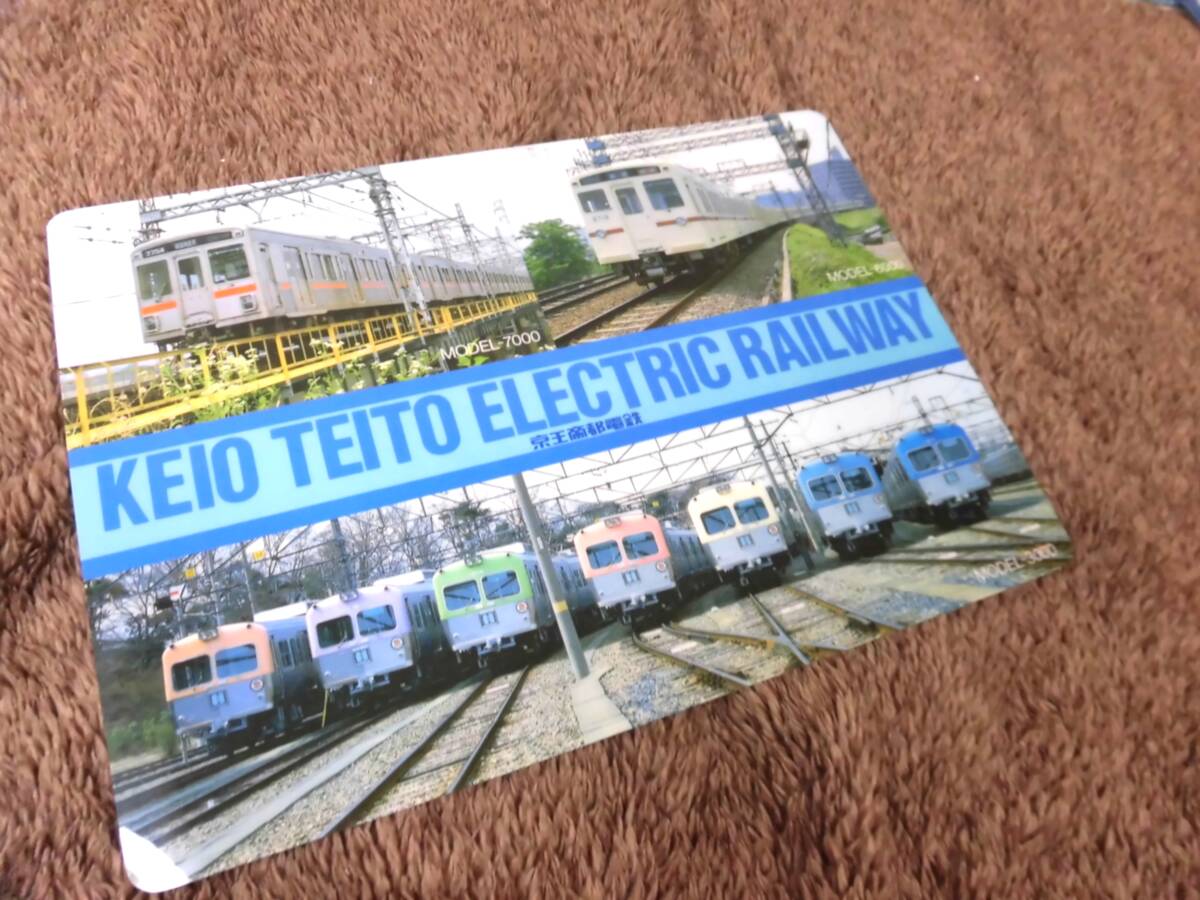 MODEL-7000
MODEL-6000
KEIO TEITO ELECTRIC RAILWAY
京王帝都電鉄
MODEL-3000